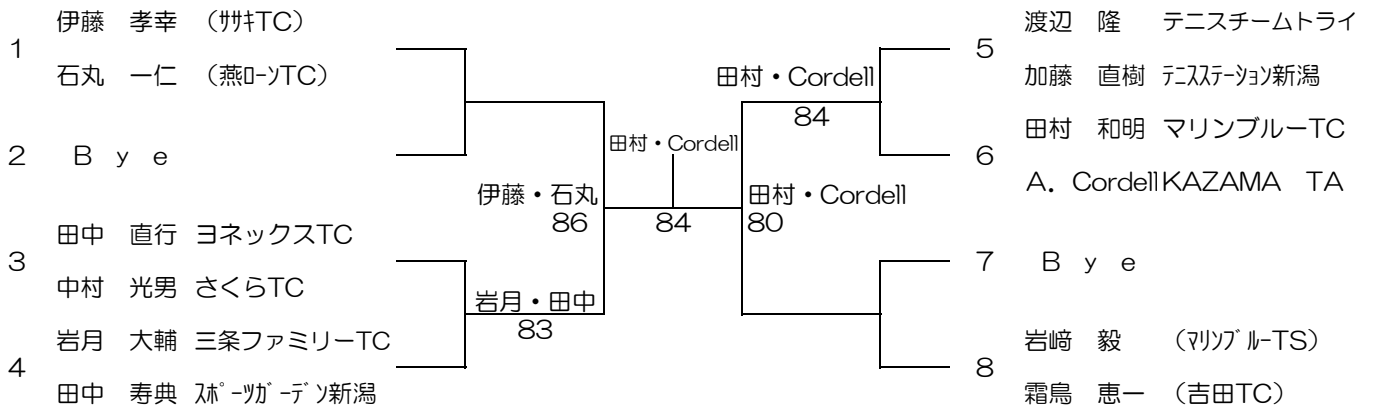 1
伊藤　孝幸　（ｻｻｷTC）
石丸　一仁　（燕ﾛｰﾝTC）
2　Ｂｙｅ
3
田中　直行　ヨネックスTC
中村　光男　さくらTC
4
岩月　大輔　三条ファミリーTC
田中　寿典　ｽﾎﾟｰﾂｶﾞｰﾃﾞﾝ新潟
伊藤・石丸
86
岩月・田中
83
田村・Cordell
84
田村・Cordell
84
田村・Cordell
80
5
渡辺　隆　テニスチームトライ
加藤　直樹　ﾃﾆｽｽﾃｰｼｮﾝ新潟
6
田村　和明　マリンブルーTC
A．Cordell KAZAMA　TA
7　Ｂｙｅ
8
岩﨑　毅　（ﾏﾘﾝﾌﾞﾙｰTS）
霜鳥　恵一　（吉田TC）